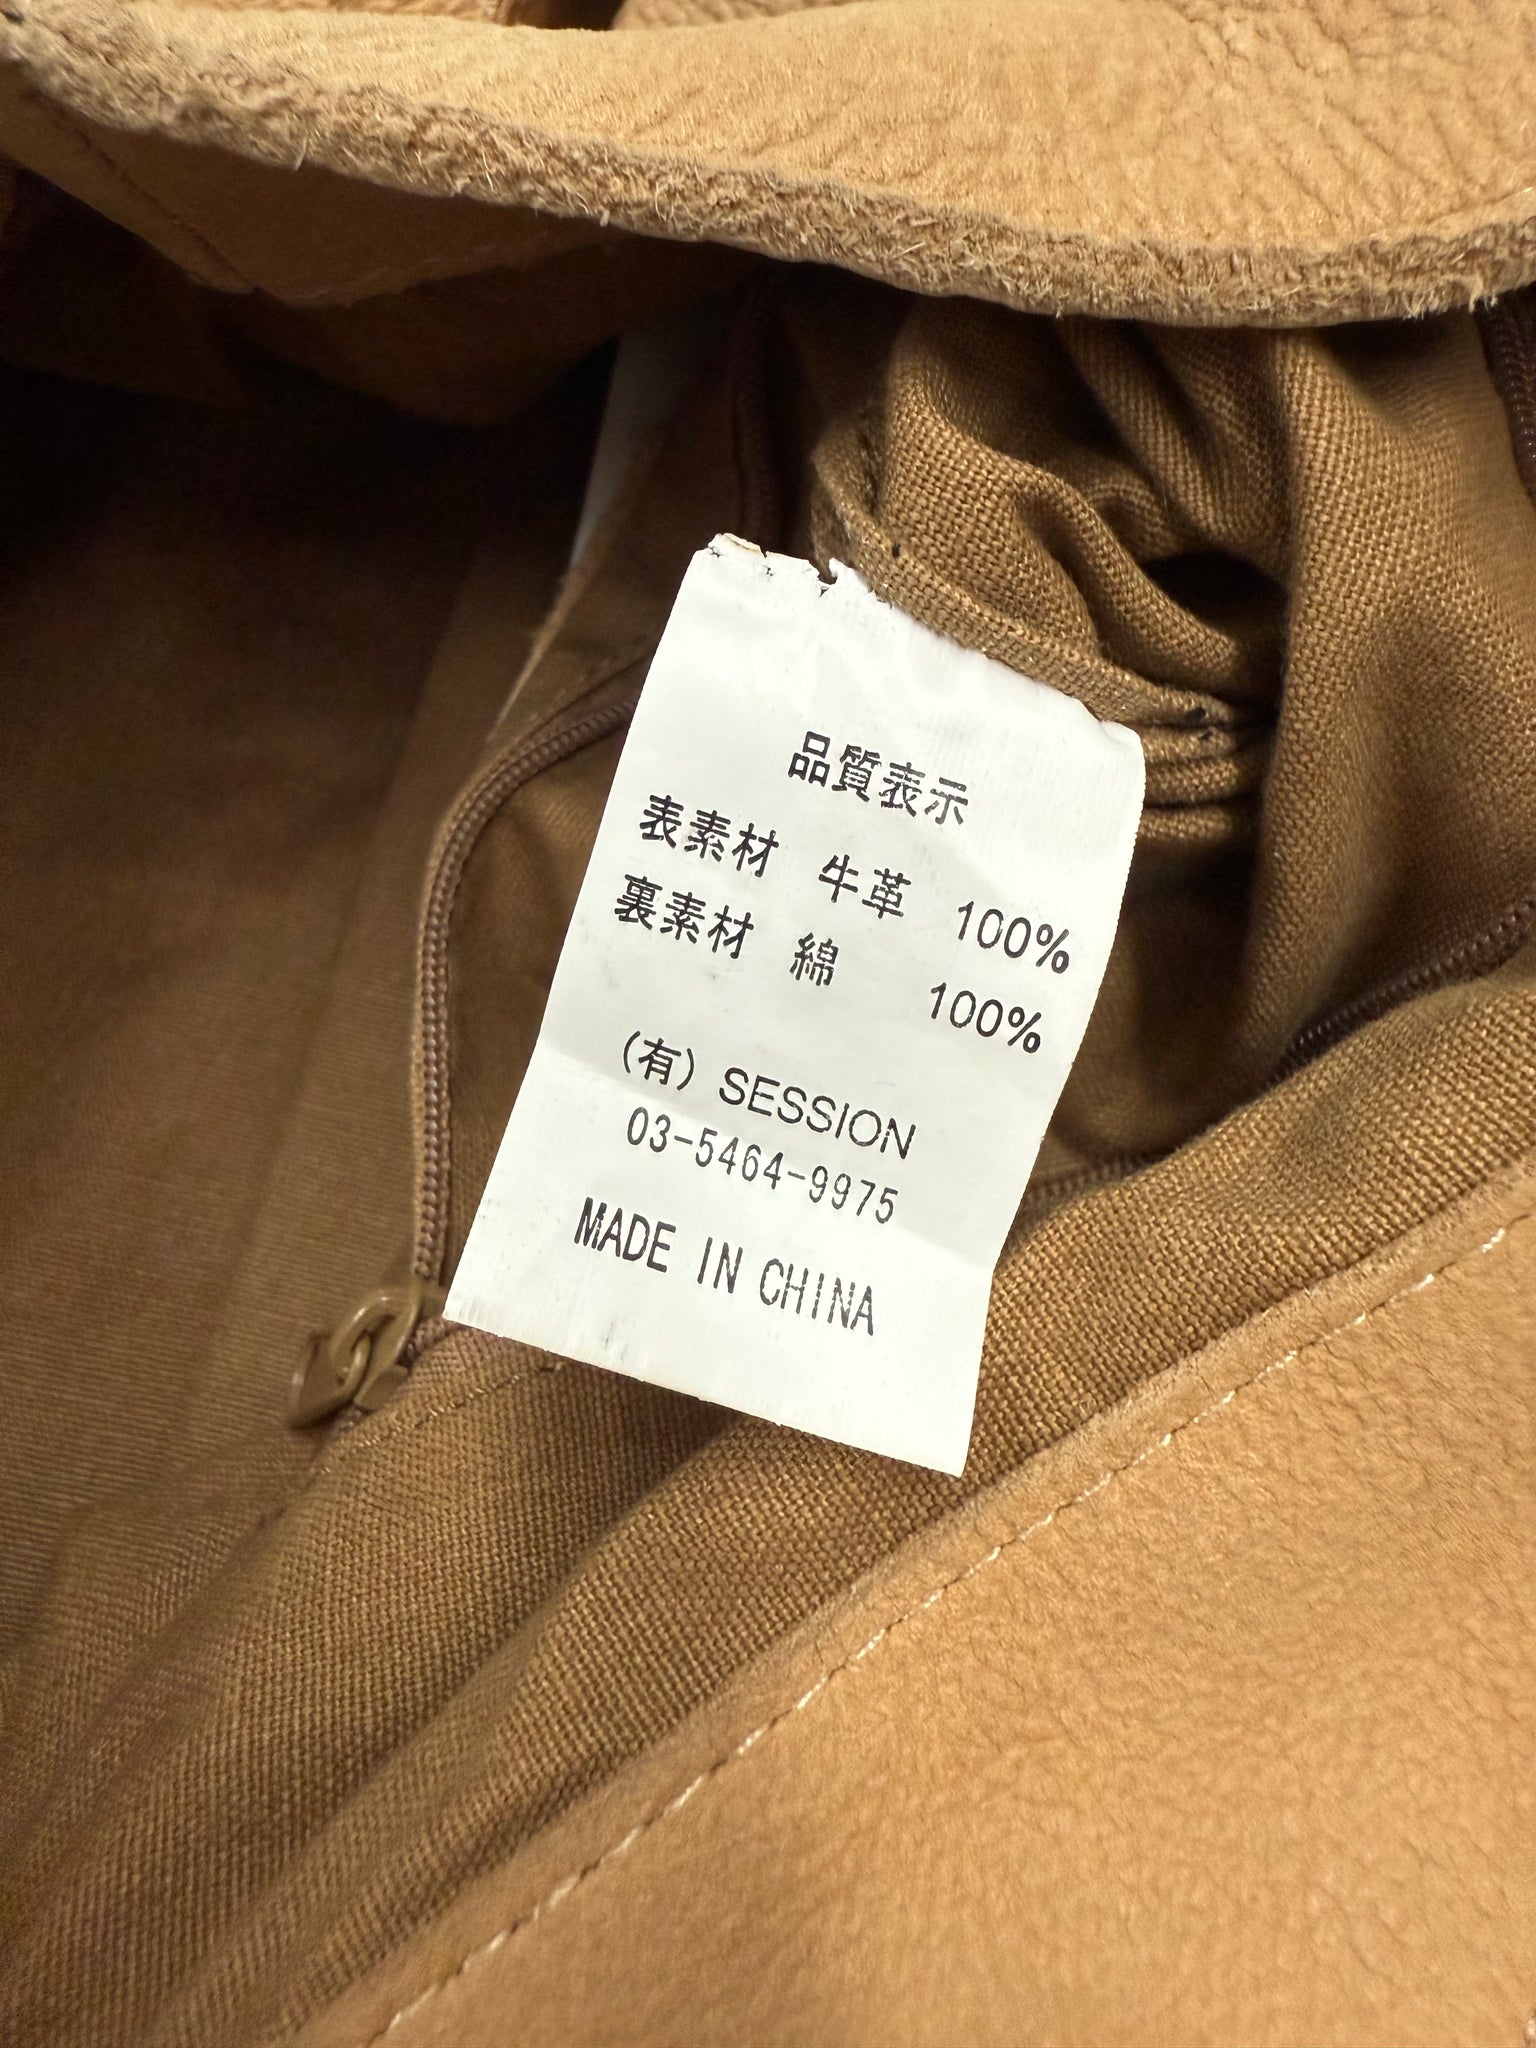 品質表示
表素材 牛革 100%
裏素材 綿 100%
(有) SESSION
03-5464-9975
MADE IN CHINA